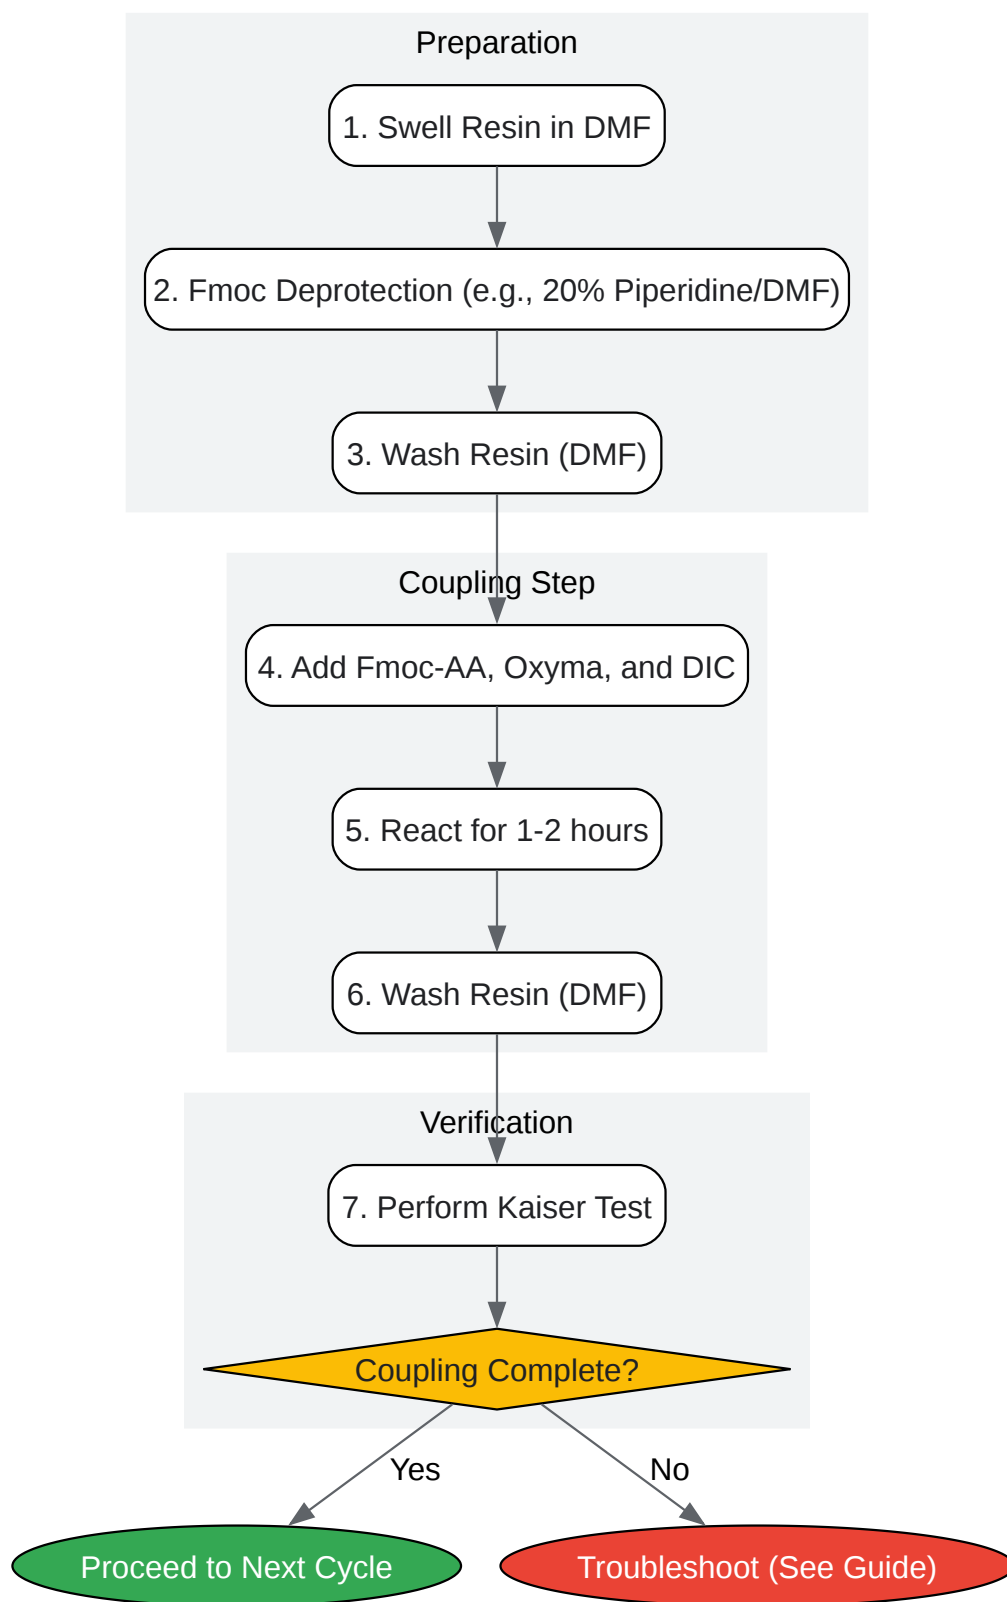 Preparation
1. Swell Resin in DMF
2. Fmoc Deprotection (e.g., 20% Piperidine/DMF)
3. Wash Resin (DMF)
Coupling Step
4. Add Fmoc-AA, Oxyma, and DIC
5. React for 1-2 hours
6. Wash Resin (DMF)
Verification
7. Perform Kaiser Test
Coupling Complete?
Yes
No
Proceed to Next Cycle
Troubleshoot (See Guide)